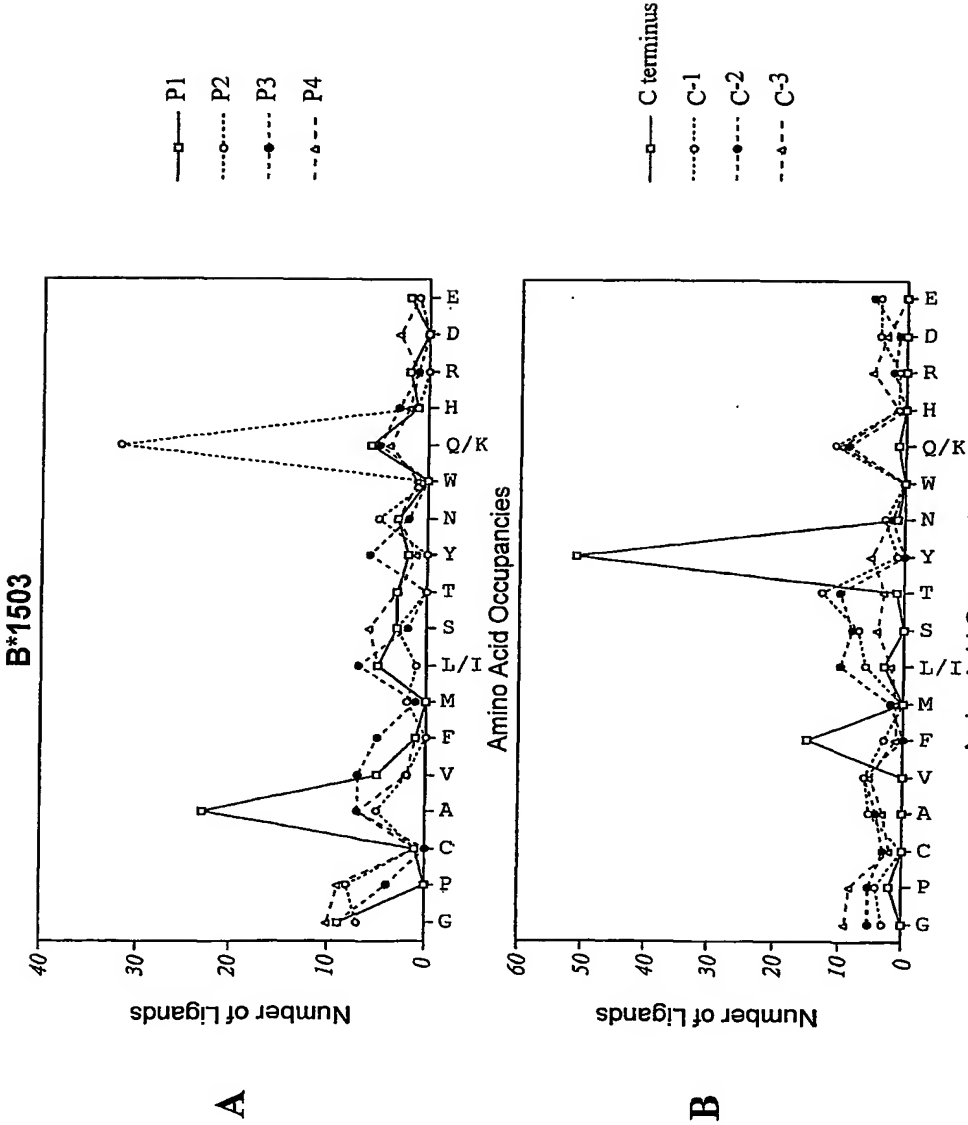 B*1503
A
Number of Ligands
40
30
20
10
0
G P C A V F M L/I S T Y N W Q/K H R D E
Amino Acid Occupancies
P1
P2
P3
P4
B
Number of Ligands
60
50
40
30
20
10
0
G P C A V F M L/I S T Y N W Q/K H R D E
C terminus
C-1
C-2
C-3